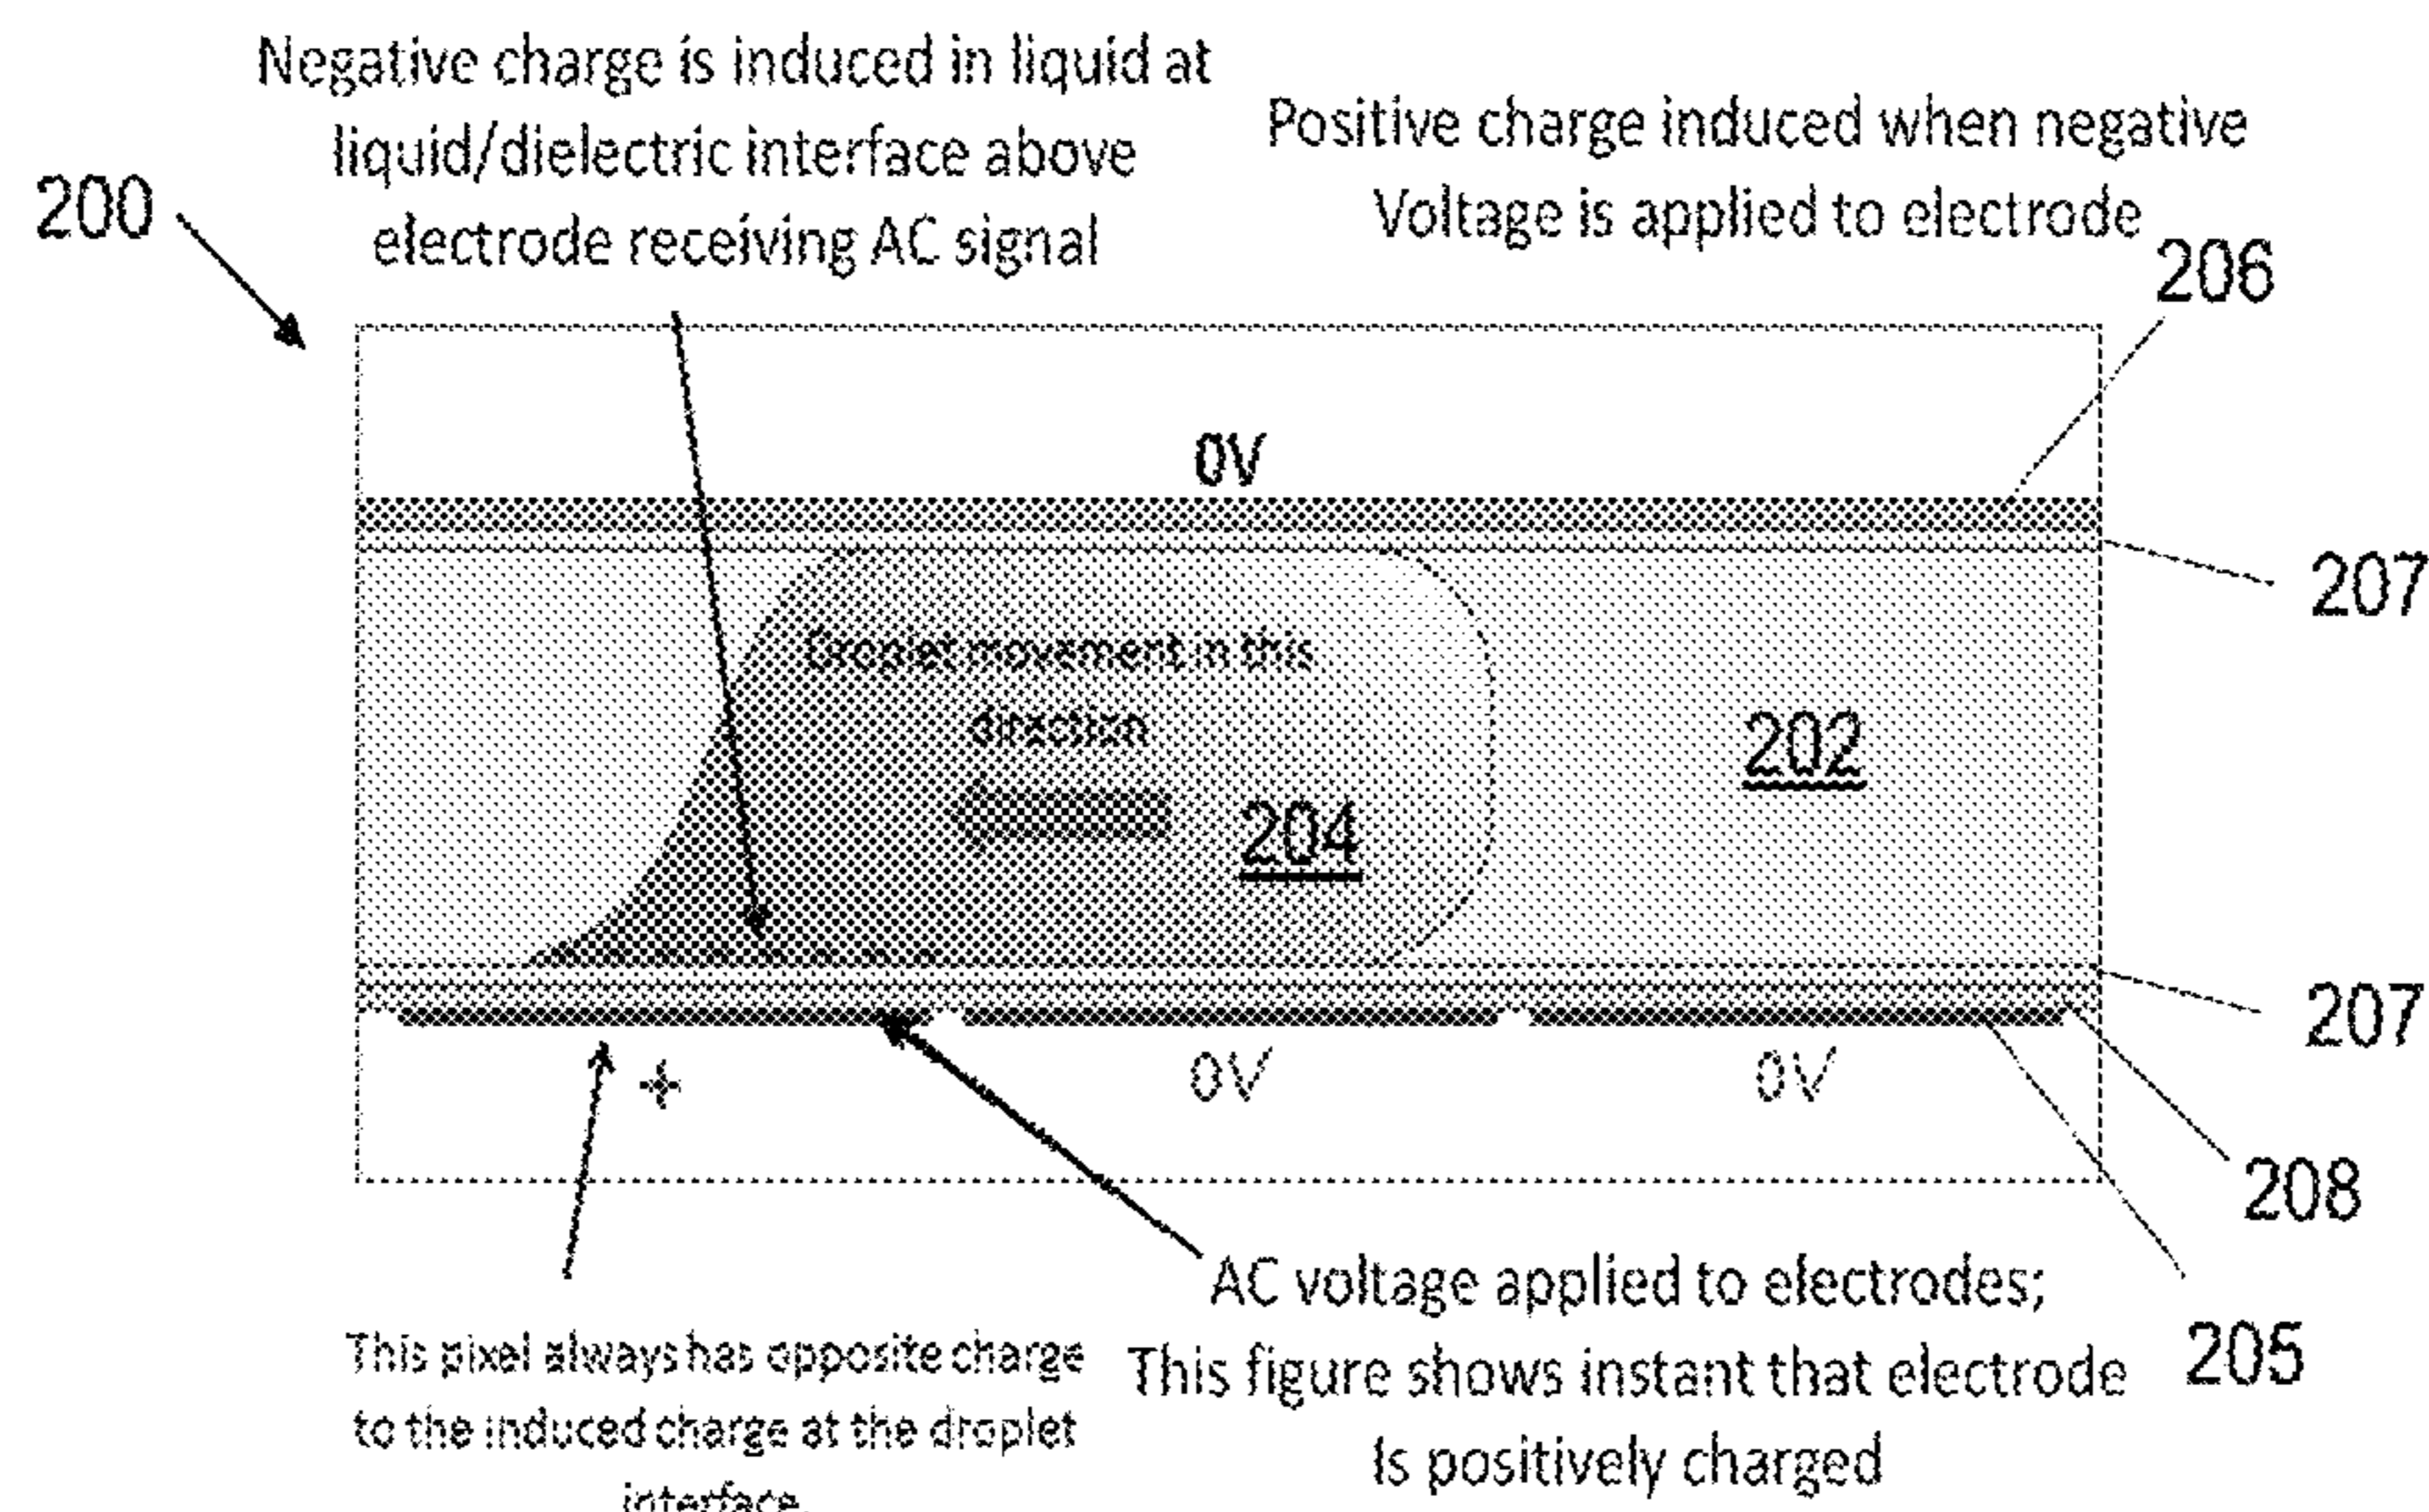 Negative charge is induced in liquid at
liquid/dielectric interface above
electrode receiving AC signal
Positive charge induced when negative
Voltage is applied to electrode
200
206
0V
207
Droplet movement in this
direction
202
204
207
+
0V
0V
208
205
AC voltage applied to electrodes;
This figure shows instant that electrode
Is positively charged
This pixel always has opposite charge
to the induced charge at the droplet
interface.